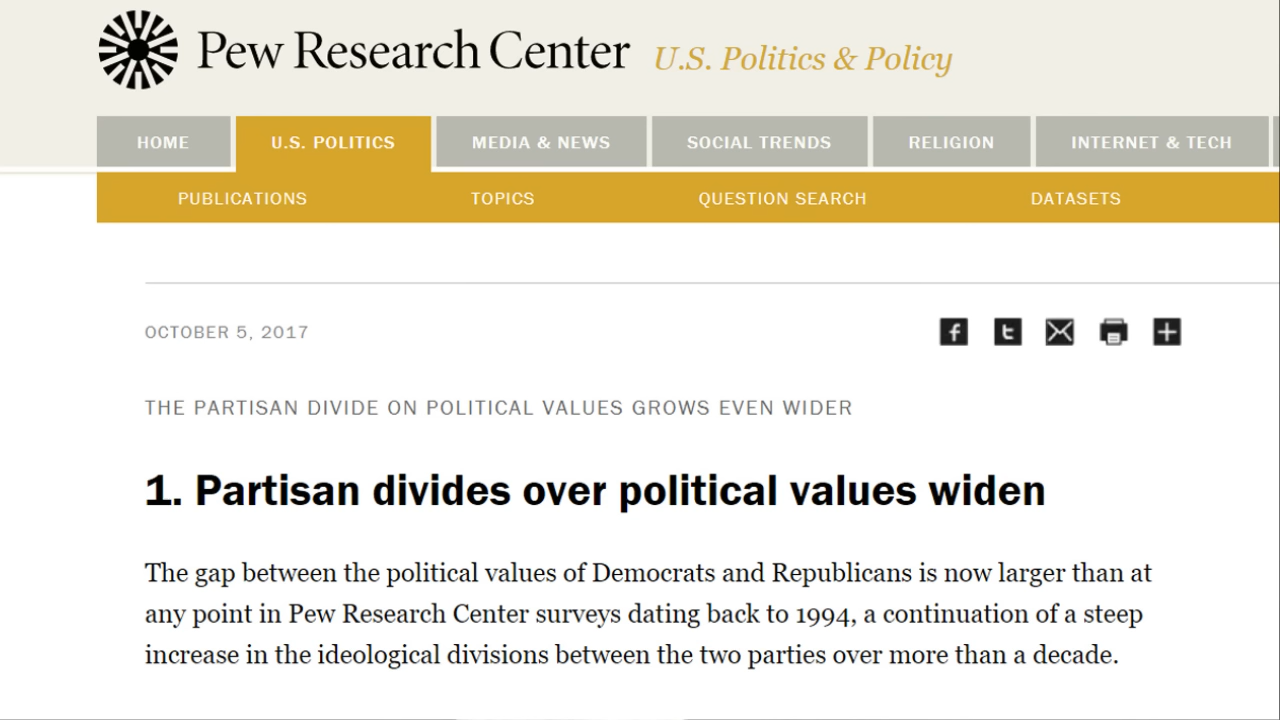 Pew Research Center U.S. Politics & Policy
HOME U.S. POLITICS MEDIA & NEWS SOCIAL TRENDS RELIGION INTERNET & TECH
PUBLICATIONS TOPICS QUESTION SEARCH DATASETS
OCTOBER 5, 2017
THE PARTISAN DIVIDE ON POLITICAL VALUES GROWS EVEN WIDER
1. Partisan divides over political values widen
The gap between the political values of Democrats and Republicans is now larger than at
any point in Pew Research Center surveys dating back to 1994, a continuation of a steep
increase in the ideological divisions between the two parties over more than a decade.